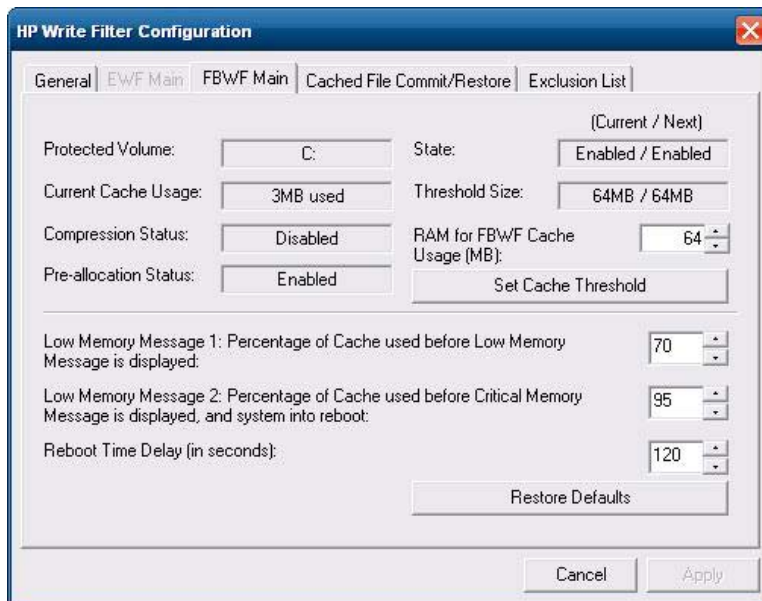 HP Write Filter Configuration
General EWF Main FBWF Main Cached File Commit/Restore Exclusion List
(Current / Next)
Protected Volume: C: State: Enabled / Enabled
Current Cache Usage: 3MB used Threshold Size: 64MB / 64MB
Compression Status: Disabled RAM for FBWF Cache 64
Usage (MB):
Pre-allocation Status: Enabled Set Cache Threshold
Low Memory Message 1: Percentage of Cache used before Low Memory 70
Message is displayed:
Low Memory Message 2: Percentage of Cache used before Critical Memory 95
Message is displayed, and system into reboot:
Reboot Time Delay (in seconds): 120
Restore Defaults
Cancel Apply